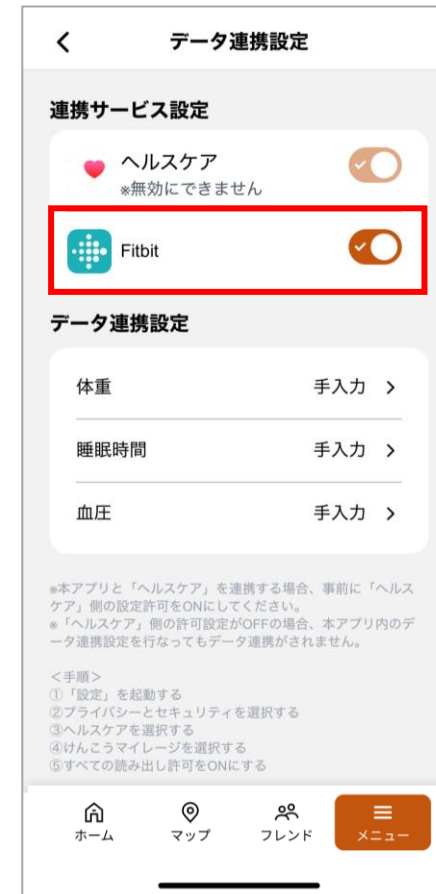 データ連携設定
連携サービス設定
ヘルスケア
※無効にできません
Fitbit
データ連携設定
体重 手入力
睡眠時間 手入力
血圧 手入力
※本アプリと「ヘルスケア」を連携する場合、事前に「ヘルス
ケア」側の設定許可をONにしてください。
※「ヘルスケア」側の許可設定がOFFの場合、本アプリ内のデ
ータ連携設定を行なってもデータ連携がされません。
<手順>
①「設定」を起動する
②プライバシーとセキュリティを選択する
③ヘルスケアを選択する
④けんこうマイレージを選択する
⑤すべての読み出し許可をONにする
ホーム マップ フレンド メニュー